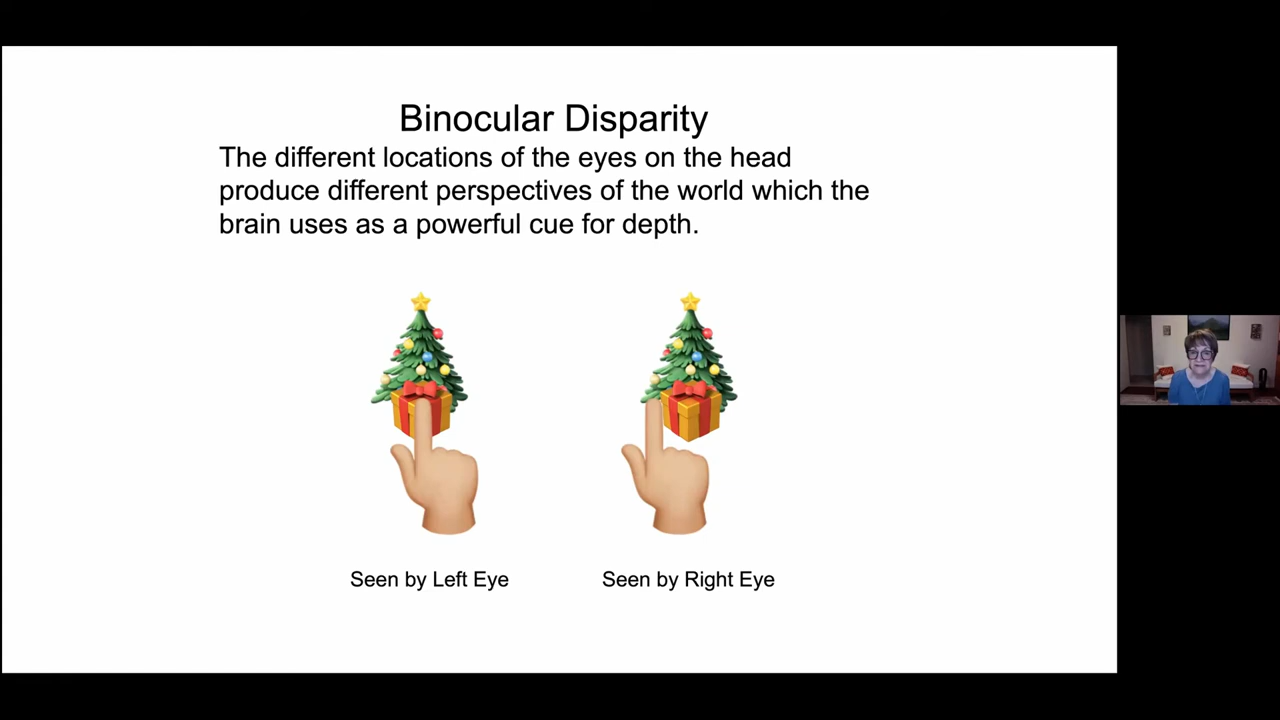 Binocular Disparity
The different locations of the eyes on the head
produce different perspectives of the world which the
brain uses as a powerful cue for depth.
Seen by Left Eye
Seen by Right Eye